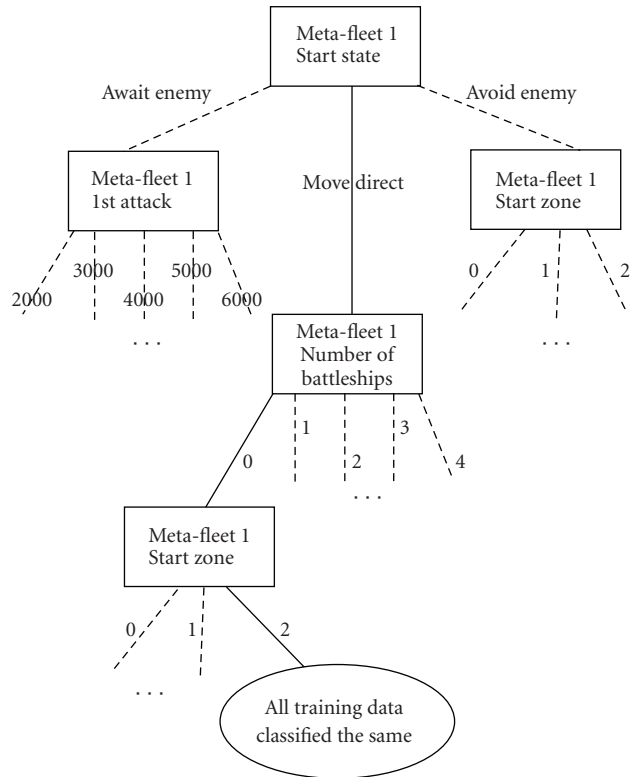 Meta-fleet 1
Start state
Await enemy
Avoid enemy
Move direct
Meta-fleet 1
1st attack
Meta-fleet 1
Start zone
2000
3000
4000
5000
6000
. . .
0
1
2
. . .
Meta-fleet 1
Number of
battleships
0
1
2
3
4
. . .
Meta-fleet 1
Start zone
0
1
2
. . .
All training data
classified the same